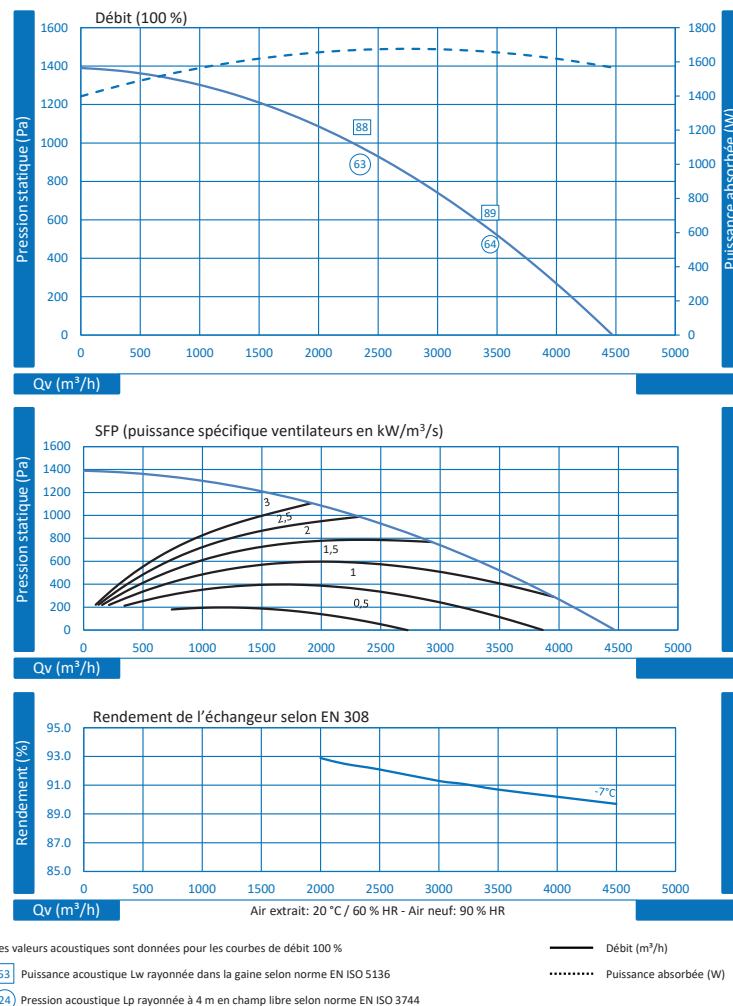 Débit (100 %)
Pression statique (Pa)
Puissance absorbée (W)
1600 1400 1200 1000 800 600 400 200 0
1800 1600 1400 1200 1000 800 600 400 200 0
88
63
89
64
0 500 1000 1500 2000 2500 3000 3500 4000 4500 5000
Qv (m³/h)
SFP (puissance spécifique ventilateurs en kW/m³/s)
Pression statique (Pa)
1600 1400 1200 1000 800 600 400 200 0
3
2,5
2
1,5
1
0,5
0 500 1000 1500 2000 2500 3000 3500 4000 4500 5000
Qv (m³/h)
Rendement de l’échangeur selon EN 308
Rendement (%)
95.0 93.0 91.0 89.0 87.0 85.0
-7°C
0 500 1000 1500 2000 2500 3000 3500 4000 4500 5000
Qv (m³/h)
Air extrait: 20 °C / 60 % HR - Air neuf: 90 % HR
es valeurs acoustiques sont données pour les courbes de débit 100 %
Débit (m³/h)
53 Puissance acoustique Lw rayonnée dans la gaine selon norme EN ISO 5136
Puissance absorbée (W)
24 Pression acoustique Lp rayonnée à 4 m en champ libre selon norme EN ISO 3744